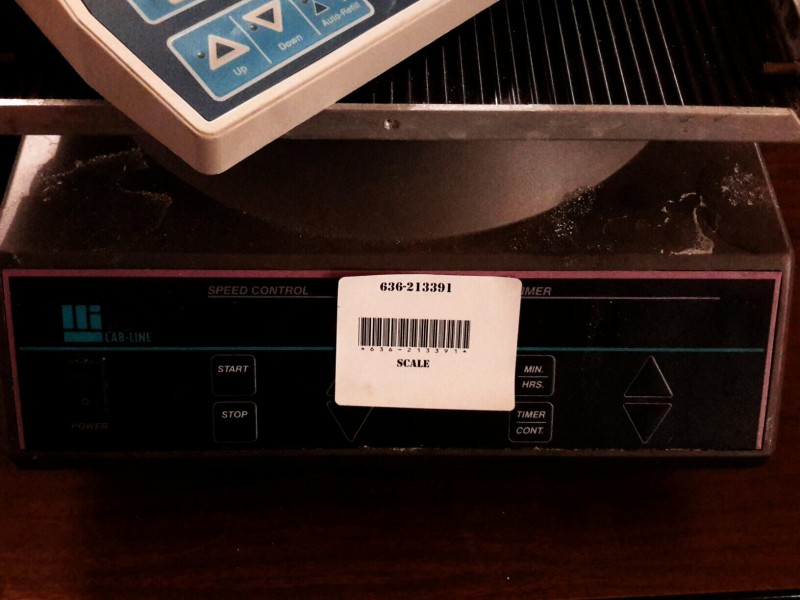 Up
Down
Auto-Refill
SPEED CONTROL
636-213391
*636-213391*
SCALE
LAB-LINE
START
STOP
POWER
MIN.
HRS.
TIMER
CONT.